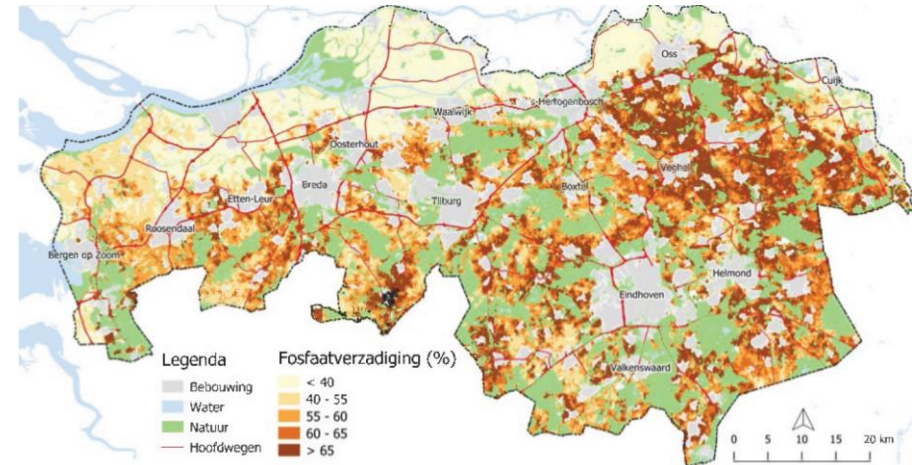 Oss
Cuijk
Waalwijk
-Hertogenbosch
Oosterhout
Veghel
Breda
Boxtel
Etten-Leur
Tilburg
Roosendaal
Bergen op Zoom
Helmond
Eindhoven
Valkenswaard
Legenda
Bebouwing
Water
Natuur
Hoofdwegen
Fosfaatverzadiging (%)
< 40
40 - 55
55 - 60
60 - 65
> 65
0 5 10 15 20 km